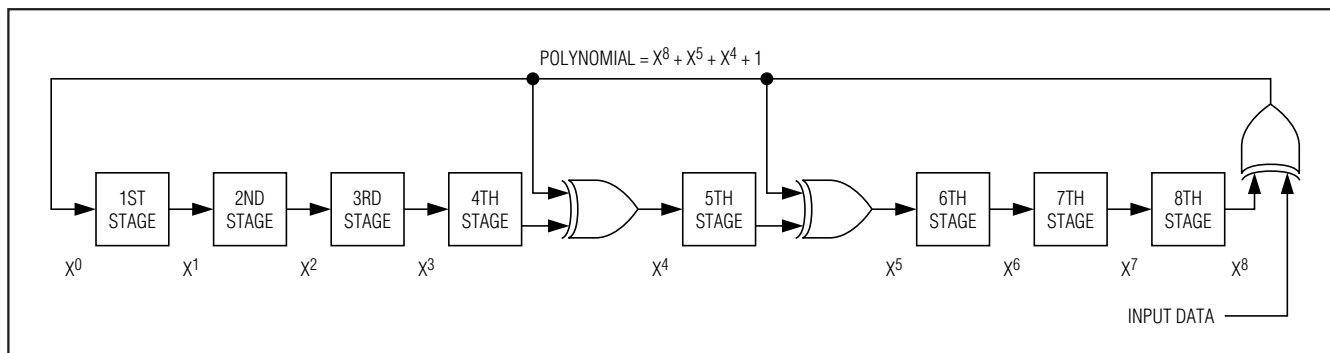 POLYNOMIAL = X⁸ + X⁵ + X⁴ + 1
1ST
STAGE
2ND
STAGE
3RD
STAGE
4TH
STAGE
5TH
STAGE
6TH
STAGE
7TH
STAGE
8TH
STAGE
X⁰ X¹ X² X³ X⁴ X⁵ X⁶ X⁷ X⁸
INPUT DATA